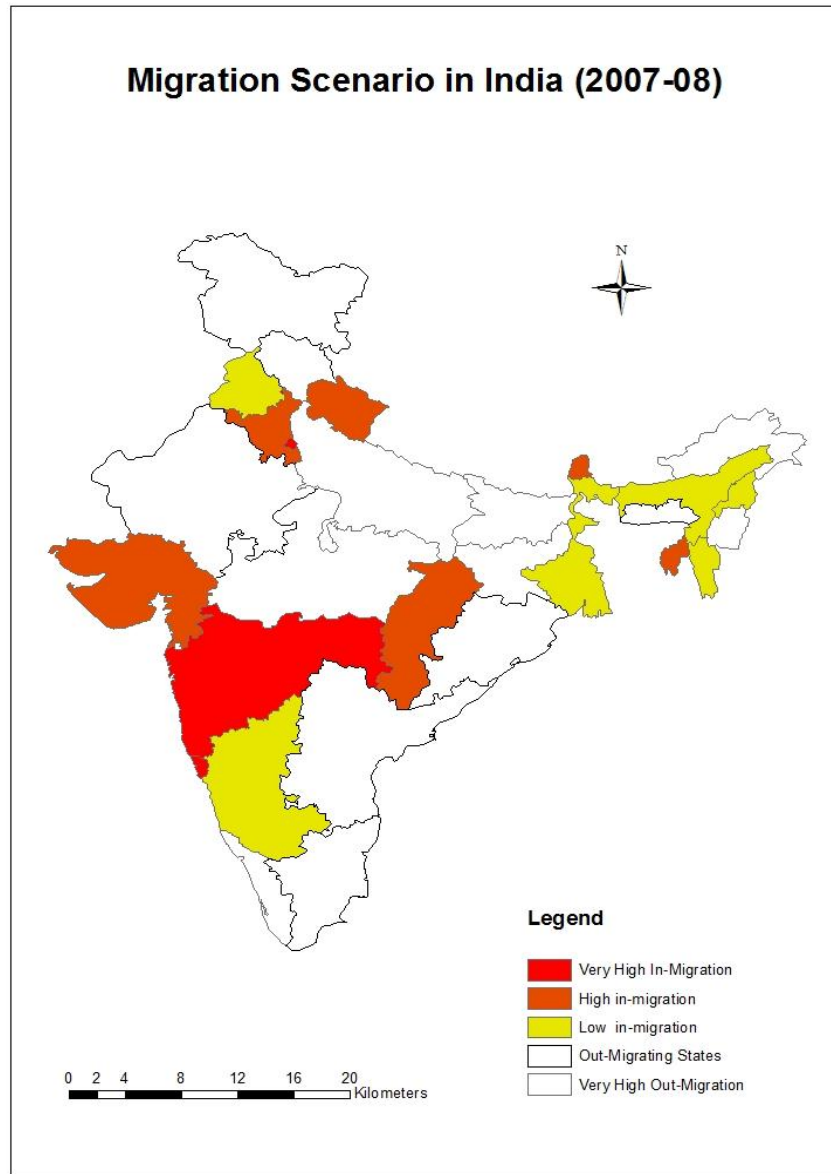 Migration Scenario in India (2007-08)
N
Legend
Very High In-Migration
High in-migration
Low in-migration
Out-Migrating States
Very High Out-Migration
0 2 4 8 12 16 20
Kilometers